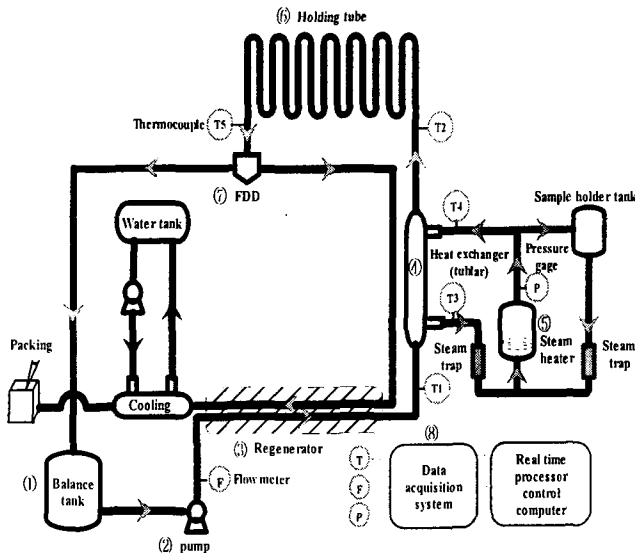 (6) Holding tube
Thermocouple
T5
T2
(7)
FDD
Water tank
T4
Sample holder tank
(4)
Heat exchanger
(tublar)
Pressure
gage
P
T3
(5)
Steam
heater
Steam
trap
Steam
trap
Packing
Cooling
T1
(3) Regenerator
(1)
Balance
tank
F
Flow meter
(2) pump
(8)
T
F
P
Data
acquisition
system
Real time
processor
control
computer